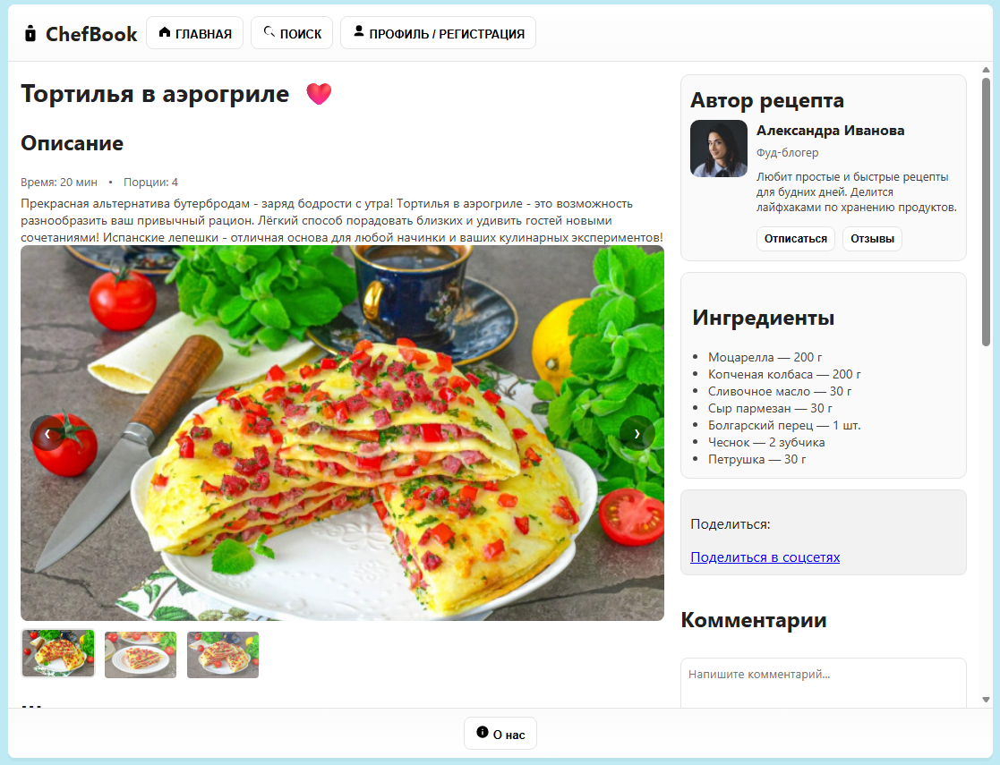 ChefBook
ГЛАВНАЯ
ПОИСК
ПРОФИЛЬ / РЕГИСТРАЦИЯ
Тортилья в аэрогриле
Описание
Время: 20 мин • Порции: 4
Прекрасная альтернатива бутербродам - заряд бодрости с утра! Тортилья в аэрогриле - это возможность
разнообразить ваш привычный рацион. Лёгкий способ порадовать близких и удивить гостей новыми
сочетаниями! Испанские лепешки - отличная основа для любой начинки и ваших кулинарных экспериментов!
Автор рецепта
Александра Иванова
Фуд-блогер
Любит простые и быстрые рецепты
для будних дней. Делится
лайфхаками по хранению продуктов.
Отписаться
Отзывы
Ингредиенты
• Моцарелла — 200 г
• Копченая колбаса — 200 г
• Сливочное масло — 30 г
• Сыр пармезан — 30 г
• Болгарский перец — 1 шт.
• Чеснок — 2 зубчика
• Петрушка — 30 г
Поделиться:
Поделиться в соцсетях
Комментарии
Напишите комментарий...
О нас